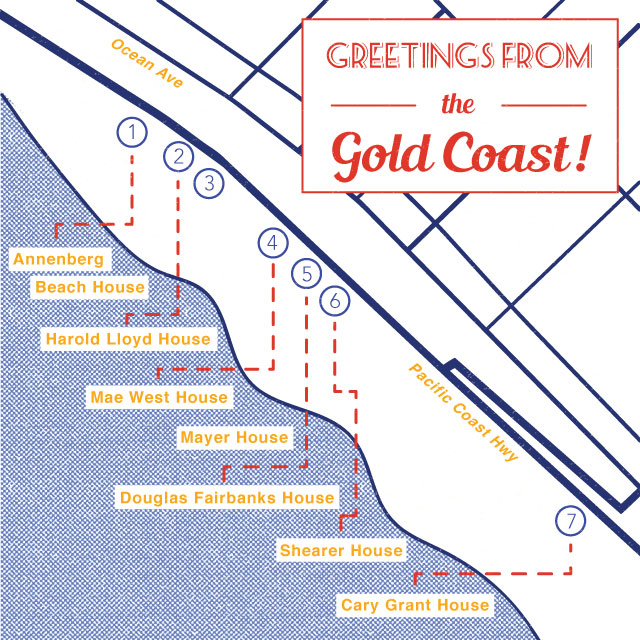 GREETINGS FROM
the
Gold Coast!
Ocean Ave
1
2
3
4
5
6
Annenberg
Beach House
Harold Lloyd House
Mae West House
Pacific Coast Hwy
Mayer House
Douglas Fairbanks House
7
Shearer House
Cary Grant House